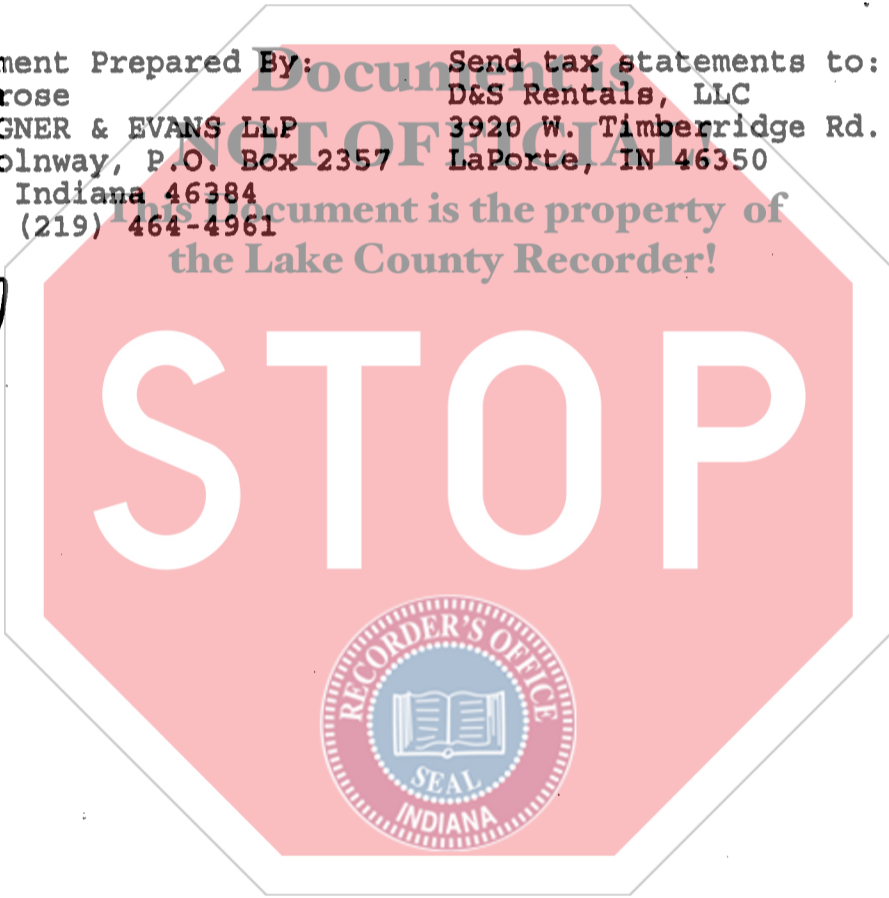 ment Prepared By:
rose
GNER & EVANS LLP
olnway, P.O. Box 2357
Indiana 46384
(219) 464-4961
Send tax statements to:
D&S Rentals, LLC
3920 W. Timberridge Rd.
LaPorte, IN 46350
Document is
NOT OFFICIAL!
This Document is the property of
the Lake County Recorder!
STOP
RECORDER'S OFFICE
SEAL
INDIANA